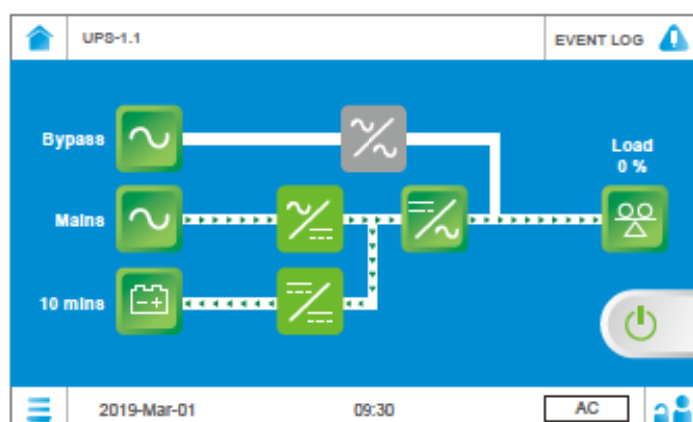 UPS-1.1
EVENT LOG
Bypass
Load
0 %
Mains
10 mins
2019-Mar-01
09:30
AC